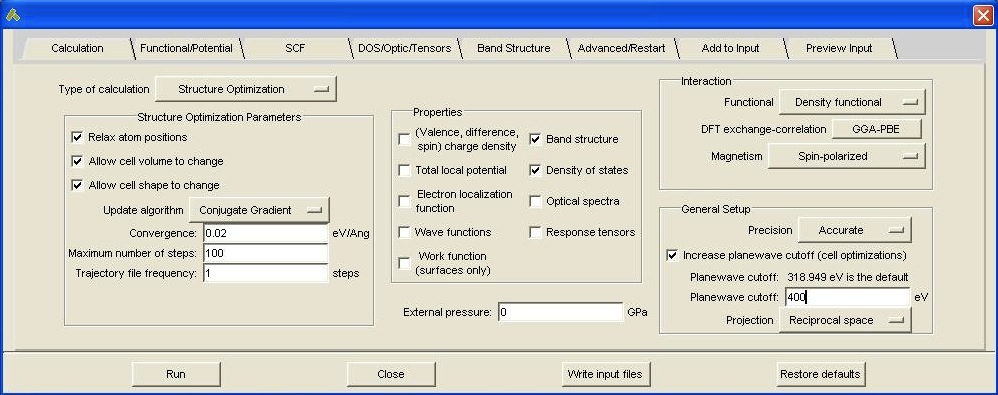 Calculation
Functional/Potential
SCF
DOS/Optic/Tensors
Band Structure
Advanced/Restart
Add to Input
Preview Input
Type of calculation
Structure Optimization
Structure Optimization Parameters
Relax atom positions
Allow cell volume to change
Allow cell shape to change
Update algorithm
Conjugate Gradient
Convergence: 0.02 eV/Ang
Maximum number of steps: 100
Trajectory file frequency: 1 steps
Properties
(Valence, difference,
spin) charge density
Band structure
Total local potential
Density of states
Electron localization
function
Optical spectra
Wave functions
Response tensors
Work function
(surfaces only)
External pressure: 0 GPa
Interaction
Functional
Density functional
DFT exchange-correlation
GGA-PBE
Magnetism
Spin-polarized
General Setup
Precision
Accurate
Increase planewave cutoff (cell optimizations)
Planewave cutoff: 318.949 eV is the default
Planewave cutoff: 400 eV
Projection
Reciprocal space
Run
Close
Write input files
Restore defaults